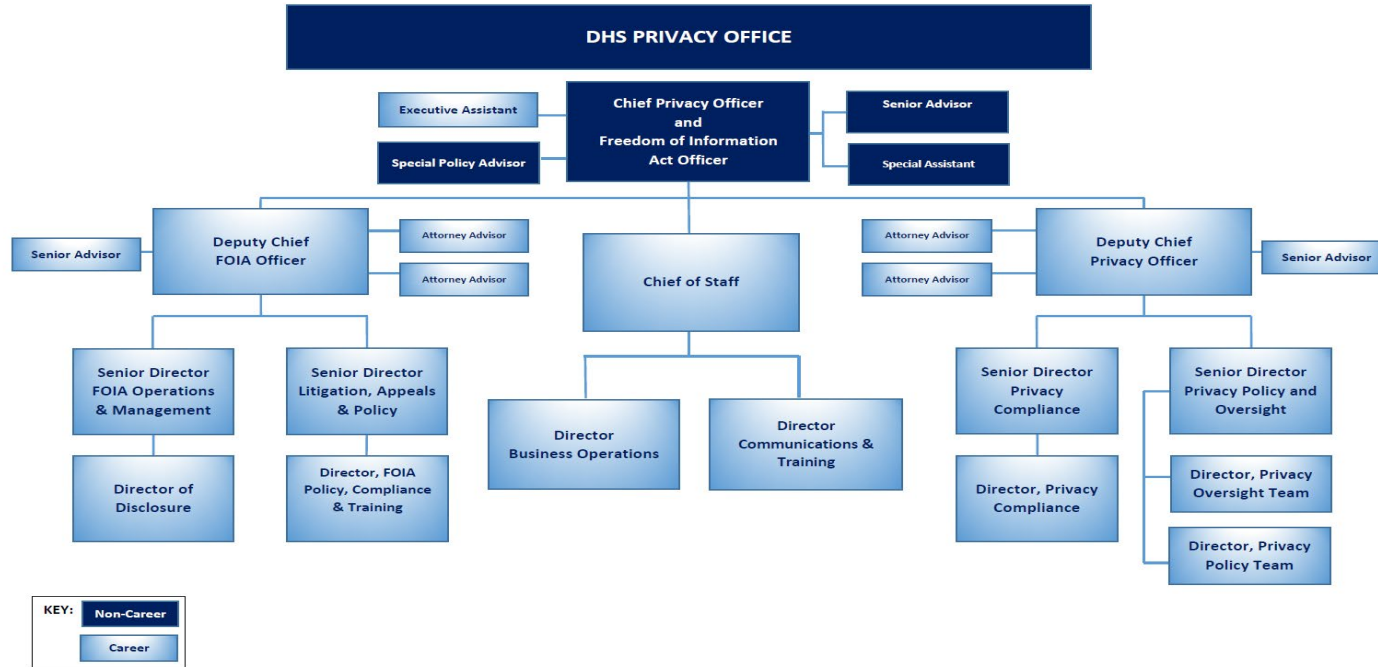 DHS PRIVACY OFFICE
Executive Assistant
Chief Privacy Officer
and
Freedom of Information
Act Officer
Senior Advisor
Special Policy Advisor
Special Assistant
Senior Advisor
Deputy Chief
FOIA Officer
Attorney Advisor
Attorney Advisor
Chief of Staff
Attorney Advisor
Attorney Advisor
Deputy Chief
Privacy Officer
Senior Advisor
Senior Director
FOIA Operations
& Management
Senior Director
Litigation, Appeals
& Policy
Director
Business Operations
Director
Communications &
Training
Senior Director
Privacy
Compliance
Senior Director
Privacy Policy and
Oversight
Director of
Disclosure
Director, FOIA
Policy, Compliance
& Training
Director, Privacy
Compliance
Director, Privacy
Oversight Team
Director, Privacy
Policy Team
KEY:
Non-Career
Career